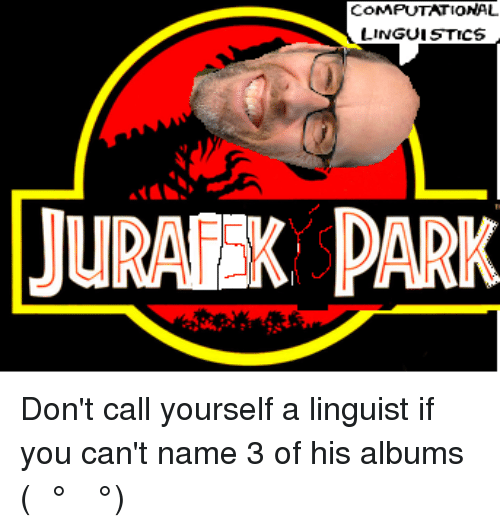 COMPUTATIONAL
LINGUISTICS
JURAFSKY'S PARK
Don't call yourself a linguist if
you can't name 3 of his albums
( ° °)